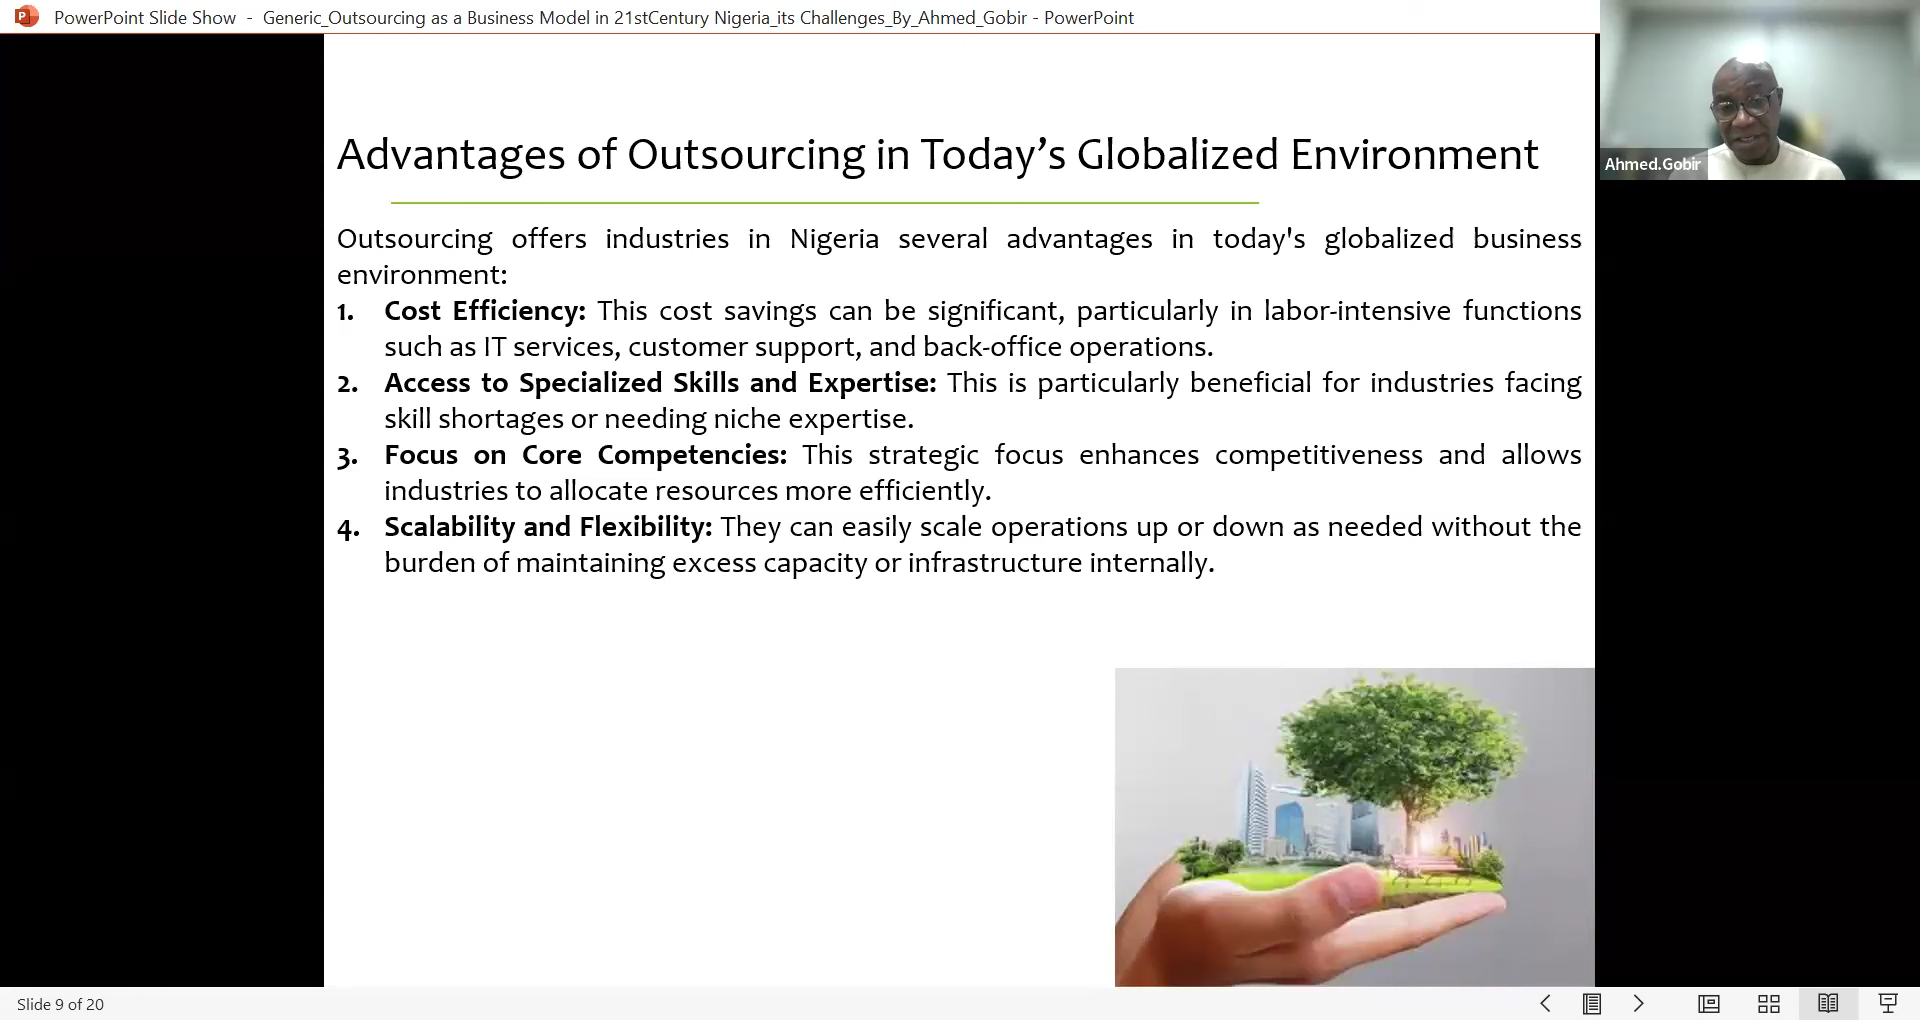 PowerPoint Slide Show - Generic_Outsourcing as a Business Model in 21stCentury Nigeria_its Challenges_By_Ahmed_Gobir - PowerPoint
Ahmed.Gobir
Advantages of Outsourcing in Today’s Globalized Environment
Outsourcing offers industries in Nigeria several advantages in today's globalized business
environment:
1. Cost Efficiency: This cost savings can be significant, particularly in labor-intensive functions
such as IT services, customer support, and back-office operations.
2. Access to Specialized Skills and Expertise: This is particularly beneficial for industries facing
skill shortages or needing niche expertise.
3. Focus on Core Competencies: This strategic focus enhances competitiveness and allows
industries to allocate resources more efficiently.
4. Scalability and Flexibility: They can easily scale operations up or down as needed without the
burden of maintaining excess capacity or infrastructure internally.
Slide 9 of 20